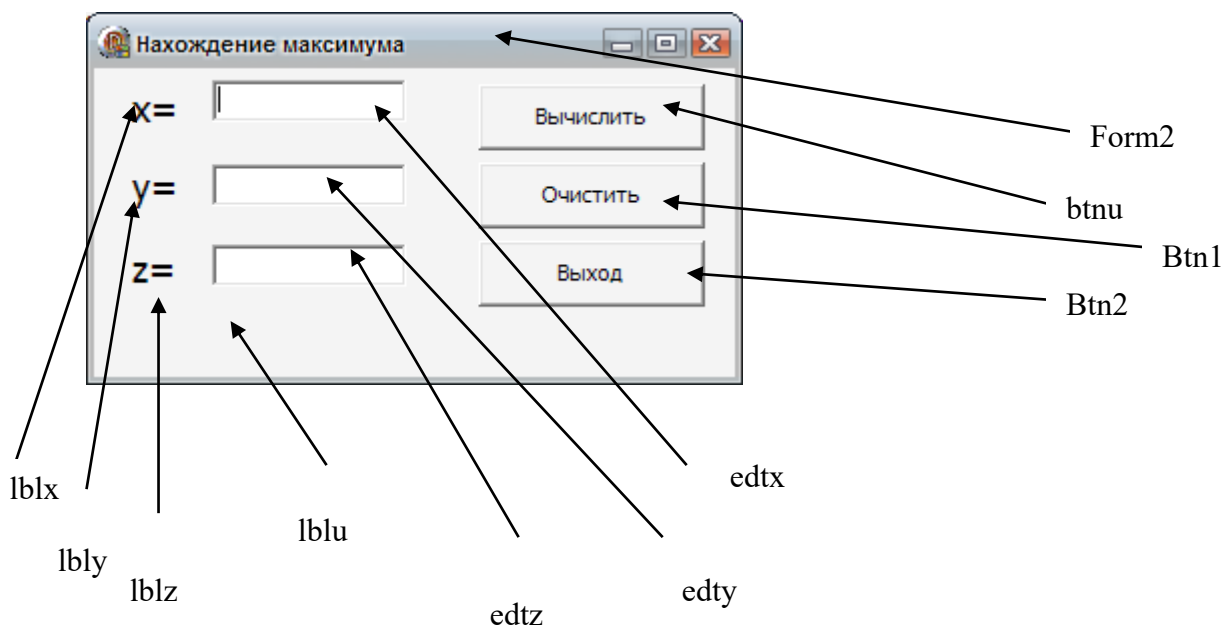 Нахождение максимума
x=
Вычислить
Form2
y=
Очистить
btnu
Btn1
z=
Выход
Btn2
lblx
edtx
lblu
lbly
lblz
edty
edtz